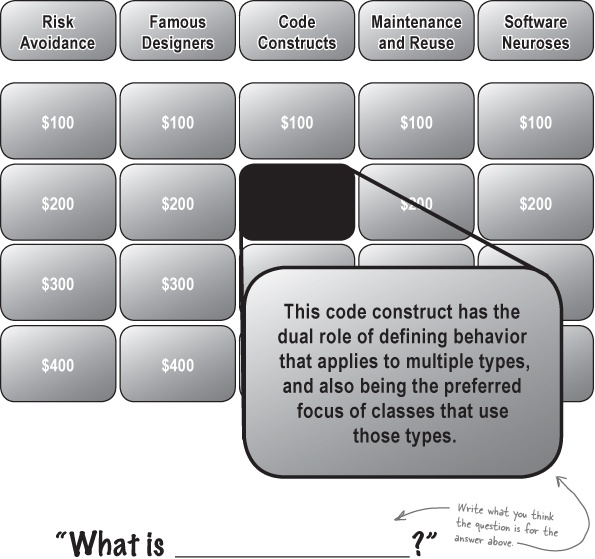 Risk
Avoidance
Famous
Designers
Code
Constructs
Maintenance
and Reuse
Software
Neuroses
$100
$100
$100
$100
$100
$200
$200
$200
$200
$300
$300
This code construct has the
dual role of defining behavior
that applies to multiple types,
and also being the preferred
focus of classes that use
those types.
$400
$400
Write what you think
the question is for the
answer above.
“What is ____________________ ?”